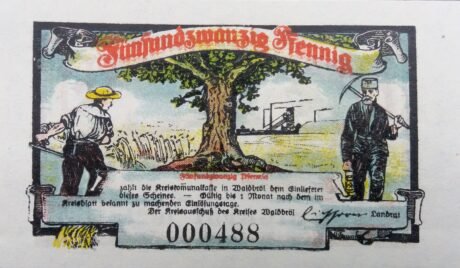 Fünfundzwanzig Pfennig
Fünfundzwanzig Pfennig
zahlt die Kreiskommunalkasse in Waldbröl dem Einlieferer
dieses Scheines. — Gültig bis 1 Monat nach dem im
Kreisblatt bekannt zu machenden Einlösungstage.
Der Kreisausschuß des Kreises Waldbröl
Landrat
000488